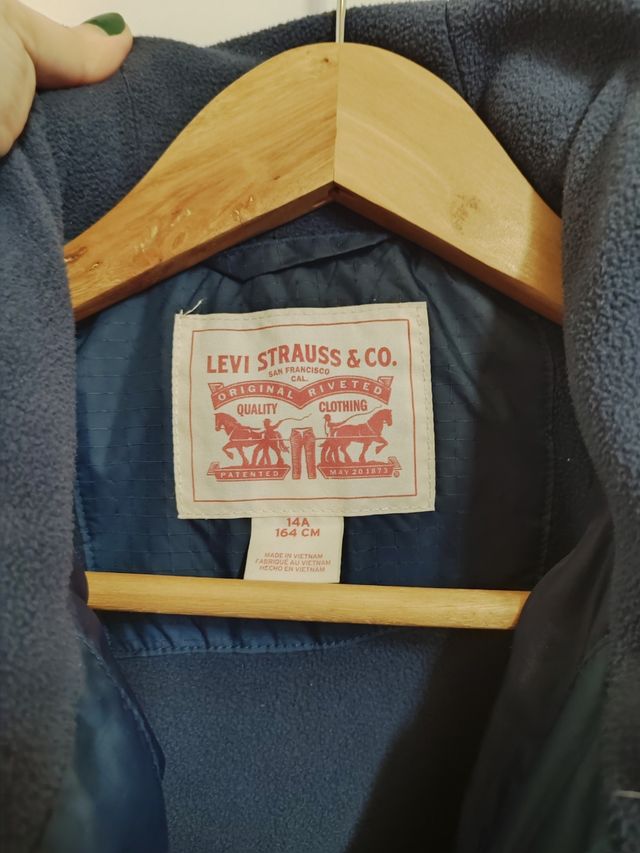 LEVI STRAUSS & CO.
SAN FRANCISCO
CAL.
ORIGINAL RIVETED
QUALITY CLOTHING
PATENTED MAY 20 1873
14A
164 CM
MADE IN VIETNAM
FABRIQUÉ AU VIETNAM
HECHO EN VIETNAM